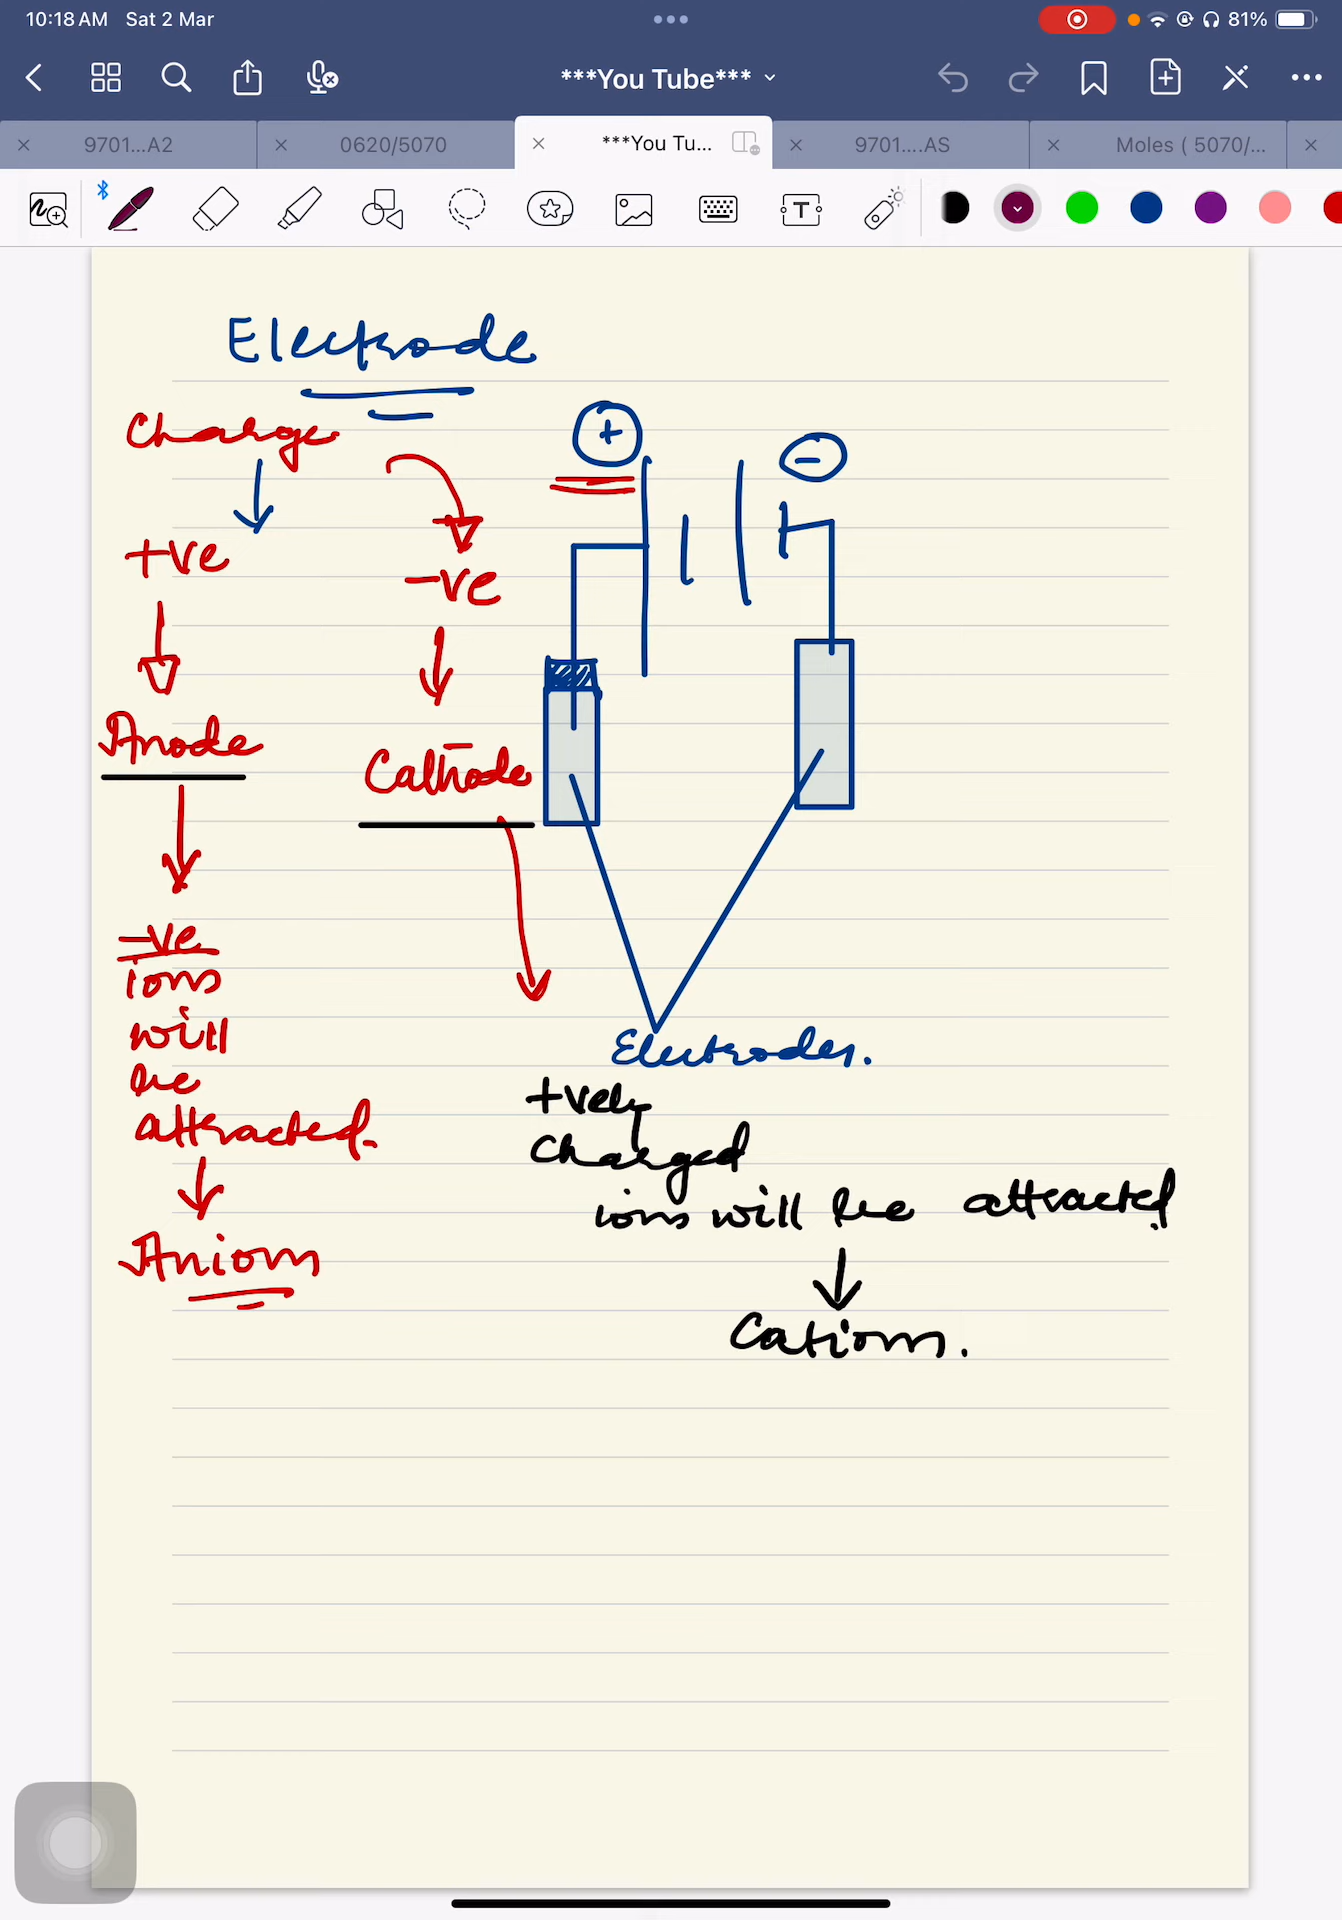 10:18 AM Sat 2 Mar
81%
***You Tube***
9701...A2
0620/5070
***You Tu...
9701....AS
Moles ( 5070/...
Electrode
Charge
+
-
+ve
-ve
Anode
Cathode
-ve
ions
will
be
attracted.
Anion
Electrodes.
+vely
charged
ions will be attracted.
Cations.